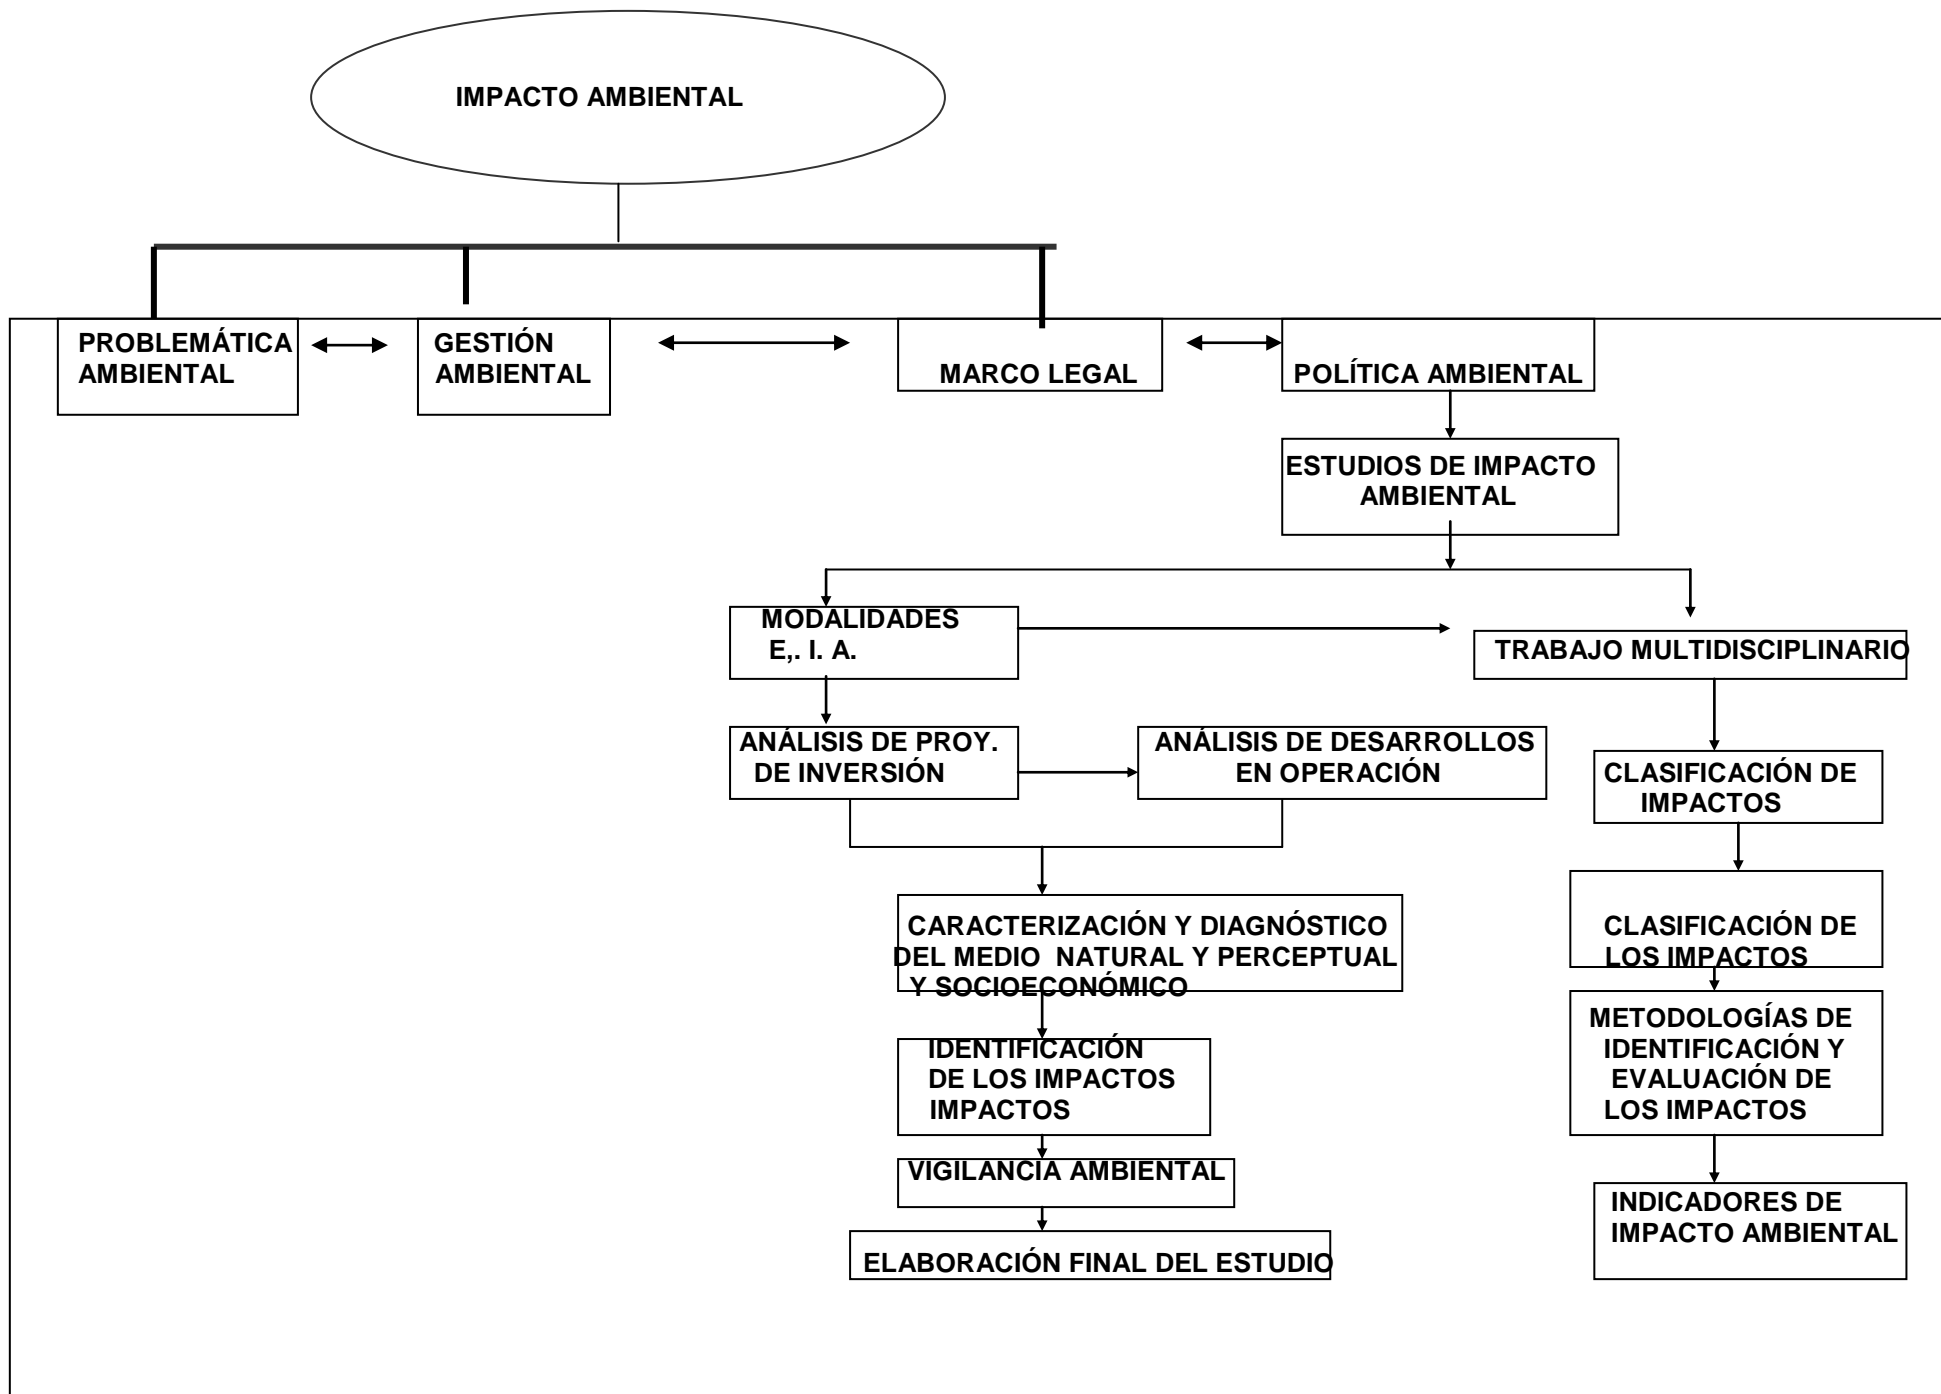 IMPACTO AMBIENTAL
PROBLEMÁTICA
AMBIENTAL
GESTIÓN
AMBIENTAL
MARCO LEGAL
POLÍTICA AMBIENTAL
ESTUDIOS DE IMPACTO
AMBIENTAL
MODALIDADES
E,. I. A.
TRABAJO MULTIDISCIPLINARIO
ANÁLISIS DE PROY.
DE INVERSIÓN
ANÁLISIS DE DESARROLLOS
EN OPERACIÓN
CLASIFICACIÓN DE
IMPACTOS
CARACTERIZACIÓN Y DIAGNÓSTICO
DEL MEDIO NATURAL Y PERCEPTUAL
Y SOCIOECONÓMICO
CLASIFICACIÓN DE
LOS IMPACTOS
IDENTIFICACIÓN
DE LOS IMPACTOS
IMPACTOS
METODOLOGÍAS DE
IDENTIFICACIÓN Y
EVALUACIÓN DE
LOS IMPACTOS
VIGILANCIA AMBIENTAL
INDICADORES DE
IMPACTO AMBIENTAL
ELABORACIÓN FINAL DEL ESTUDIO